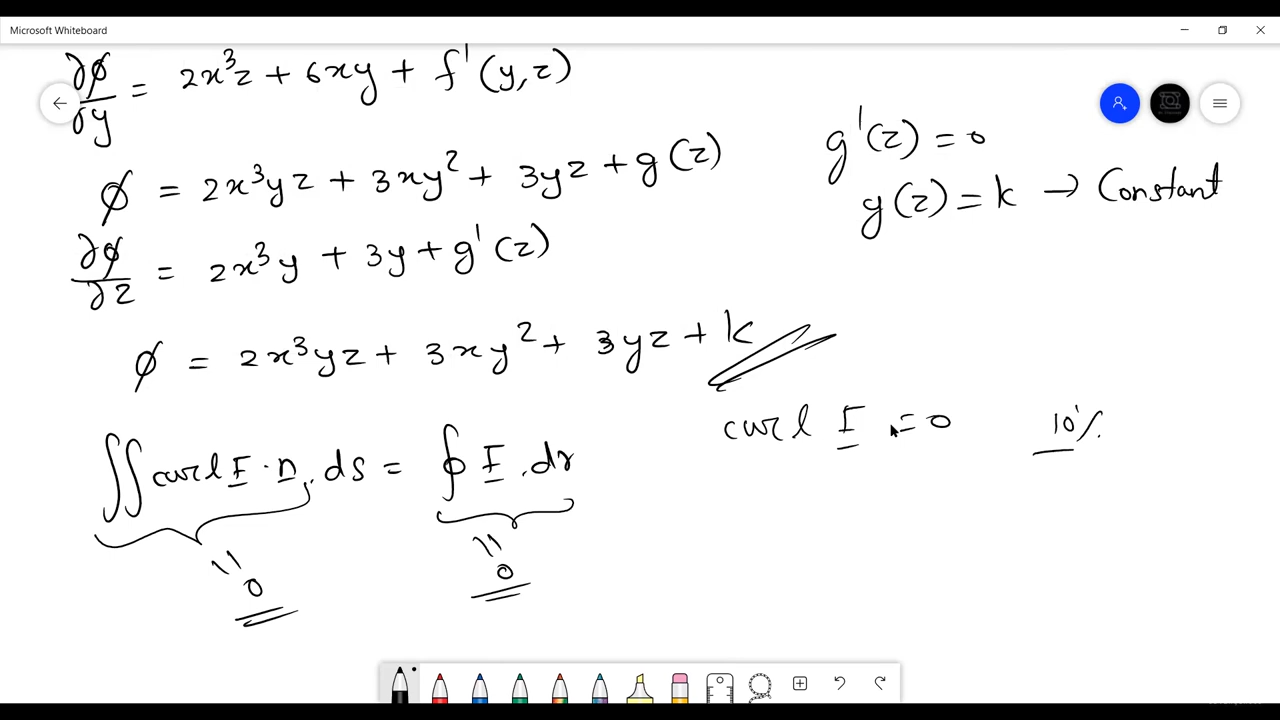 Microsoft Whiteboard
∂φ/∂y = 2x³z + 6xy + f'(y,z)
φ = 2x³yz + 3xy² + 3yz + g(z)
g'(z) = 0
g(z) = k → Constant
∂φ/∂z = 2x³y + 3y + g'(z)
φ = 2x³yz + 3xy² + 3yz + k
curl F = 0
10%
∬ curl F · n . ds = ∮ F . dr
= 0
= 0